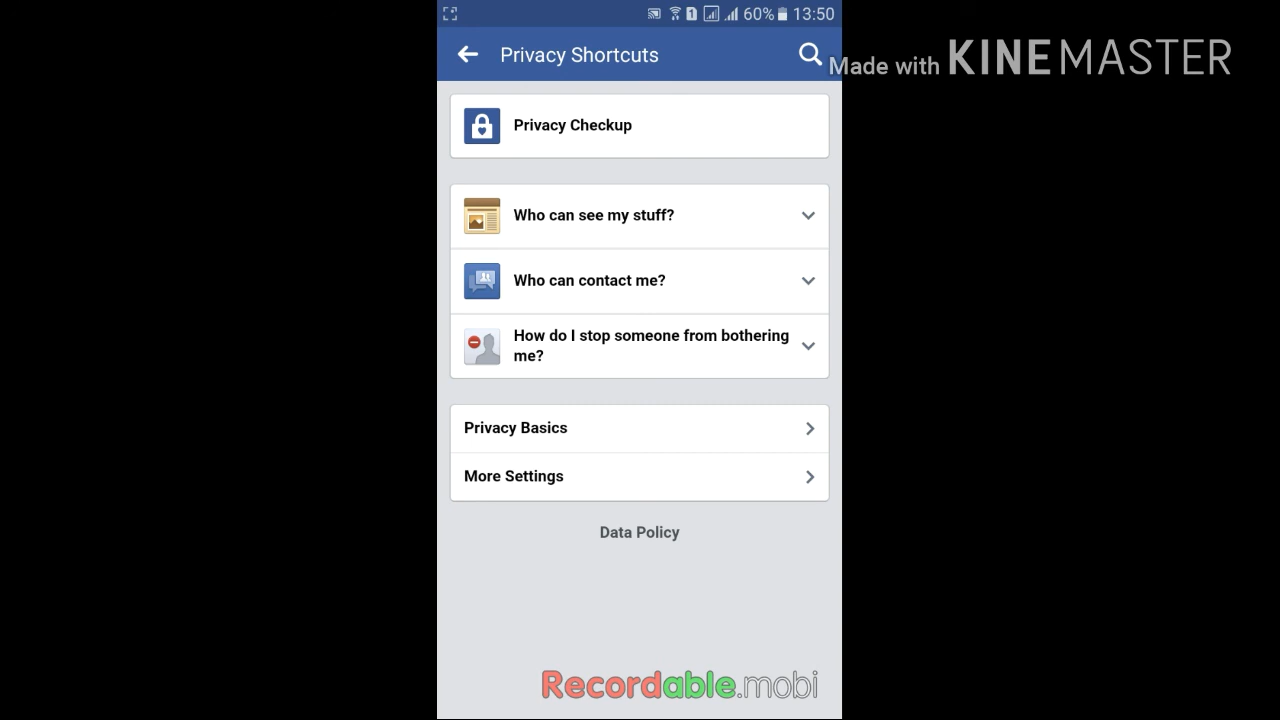 60% 13:50
Privacy Shortcuts
Made with KINEMASTER
Privacy Checkup
Who can see my stuff?
Who can contact me?
How do I stop someone from bothering
me?
Privacy Basics
More Settings
Data Policy
Recordable.mobi